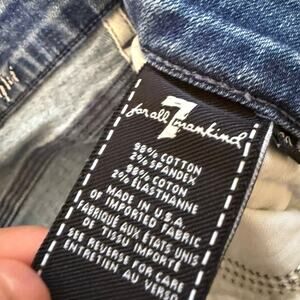 7
for all mankind
98% COTTON
2% SPANDEX
98% COTON
2% ELASTHANNE
MADE IN U.S.A.
OF IMPORTED FABRIC
FABRIQUÉ AUX ÉTATS UNIS
DE TISSU IMPORTÉ
SEE REVERSE FOR CARE
ENTRETIEN AU VERSO